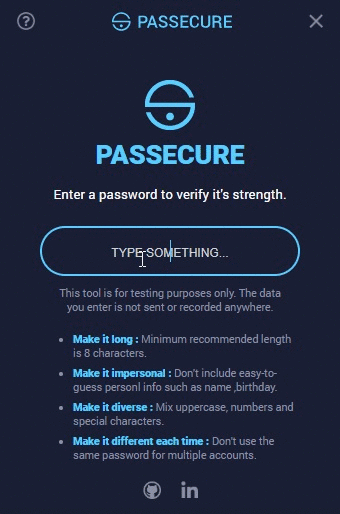 PASSECURE
PASSECURE
Enter a password to verify it's strength.
TYPE SOMETHING...
This tool is for testing purposes only. The data
you enter is not sent or recorded anywhere.
Make it long : Minimum recommended length
is 8 characters.
Make it impersonal : Don't include easy-to-
guess personl info such as name ,birthday.
Make it diverse : Mix uppercase, numbers and
special characters.
Make it different each time : Don't use the
same password for multiple accounts.